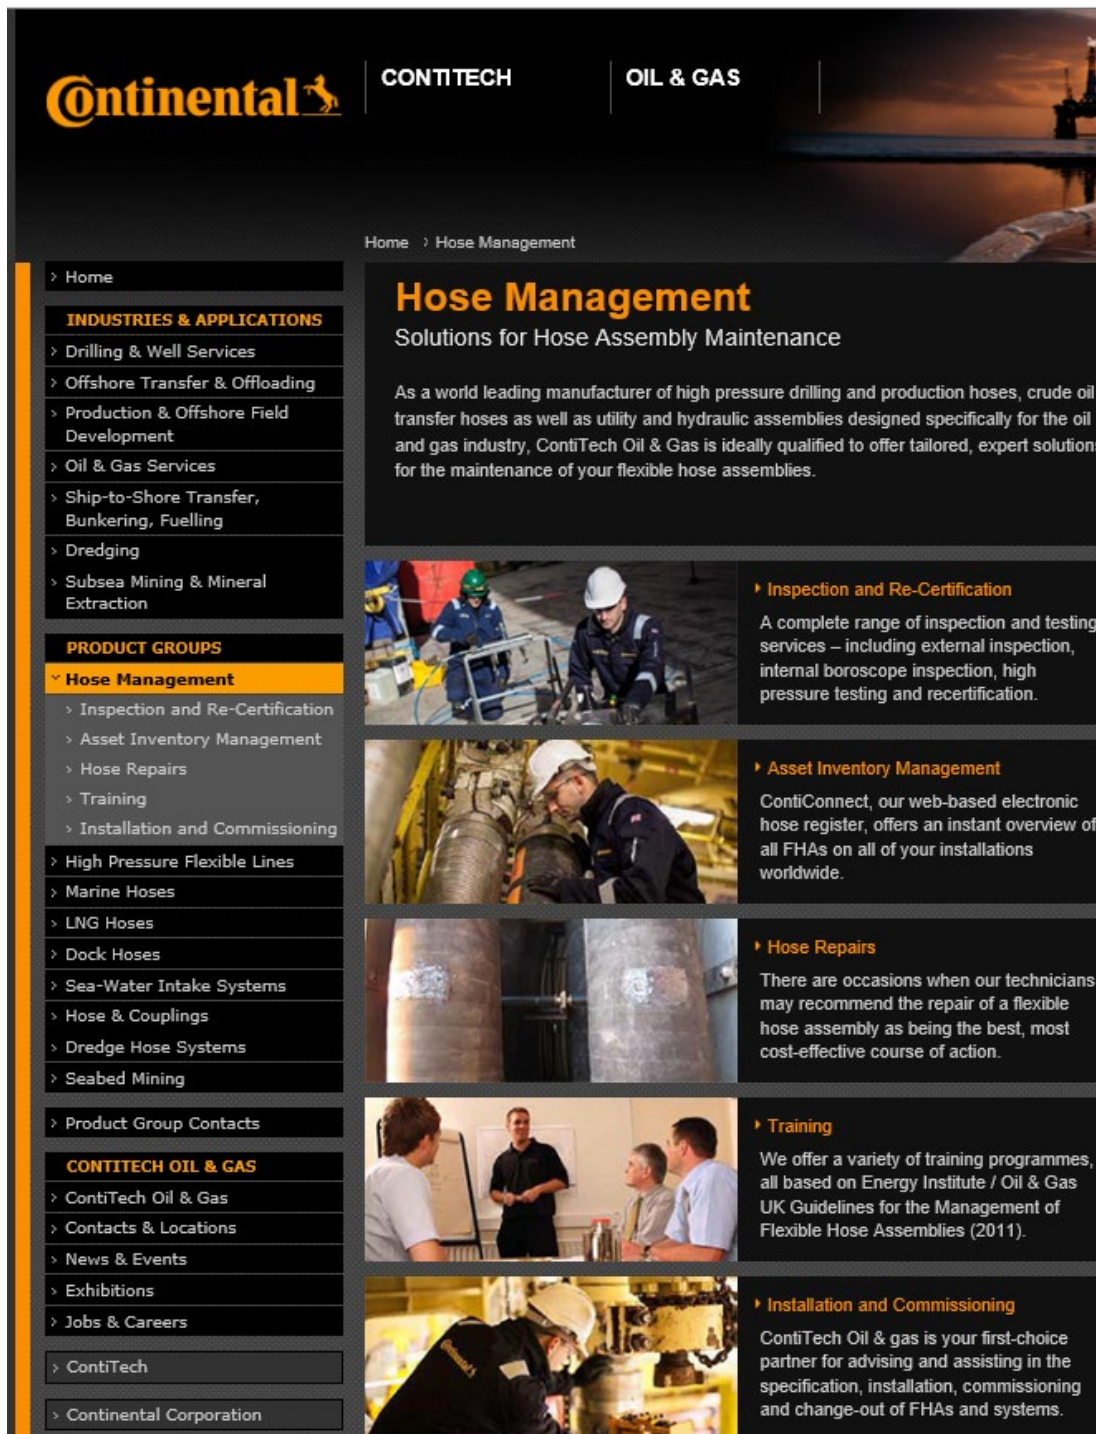 Continental
CONTITECH
OIL & GAS
Home › Hose Management
› Home
INDUSTRIES & APPLICATIONS
› Drilling & Well Services
› Offshore Transfer & Offloading
› Production & Offshore Field
Development
› Oil & Gas Services
› Ship-to-Shore Transfer,
Bunkering, Fuelling
› Dredging
› Subsea Mining & Mineral
Extraction
PRODUCT GROUPS
Hose Management
› Inspection and Re-Certification
› Asset Inventory Management
› Hose Repairs
› Training
› Installation and Commissioning
› High Pressure Flexible Lines
› Marine Hoses
› LNG Hoses
› Dock Hoses
› Sea-Water Intake Systems
› Hose & Couplings
› Dredge Hose Systems
› Seabed Mining
› Product Group Contacts
CONTITECH OIL & GAS
› ContiTech Oil & Gas
› Contacts & Locations
› News & Events
› Exhibitions
› Jobs & Careers
› ContiTech
› Continental Corporation
Hose Management
Solutions for Hose Assembly Maintenance
As a world leading manufacturer of high pressure drilling and production hoses, crude oil
transfer hoses as well as utility and hydraulic assemblies designed specifically for the oil
and gas industry, ContiTech Oil & Gas is ideally qualified to offer tailored, expert solutions
for the maintenance of your flexible hose assemblies.
Inspection and Re-Certification
A complete range of inspection and testing
services – including external inspection,
internal boroscope inspection, high
pressure testing and recertification.
Asset Inventory Management
ContiConnect, our web-based electronic
hose register, offers an instant overview of
all FHAs on all of your installations
worldwide.
Hose Repairs
There are occasions when our technicians
may recommend the repair of a flexible
hose assembly as being the best, most
cost-effective course of action.
Training
We offer a variety of training programmes,
all based on Energy Institute / Oil & Gas
UK Guidelines for the Management of
Flexible Hose Assemblies (2011).
Continental
Installation and Commissioning
ContiTech Oil & gas is your first-choice
partner for advising and assisting in the
specification, installation, commissioning
and change-out of FHAs and systems.